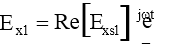 E_x1 = Re[E_xs1] e^jωt